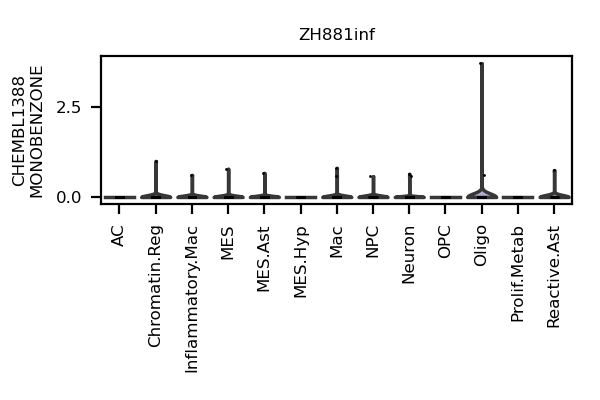 ZH881inf
CHEMBL1388
MONOBENZONE
2.5
0.0
AC
Chromatin.Reg
Inflammatory.Mac
MES
MES.Ast
MES.Hyp
Mac
NPC
Neuron
OPC
Oligo
Prolif.Metab
Reactive.Ast